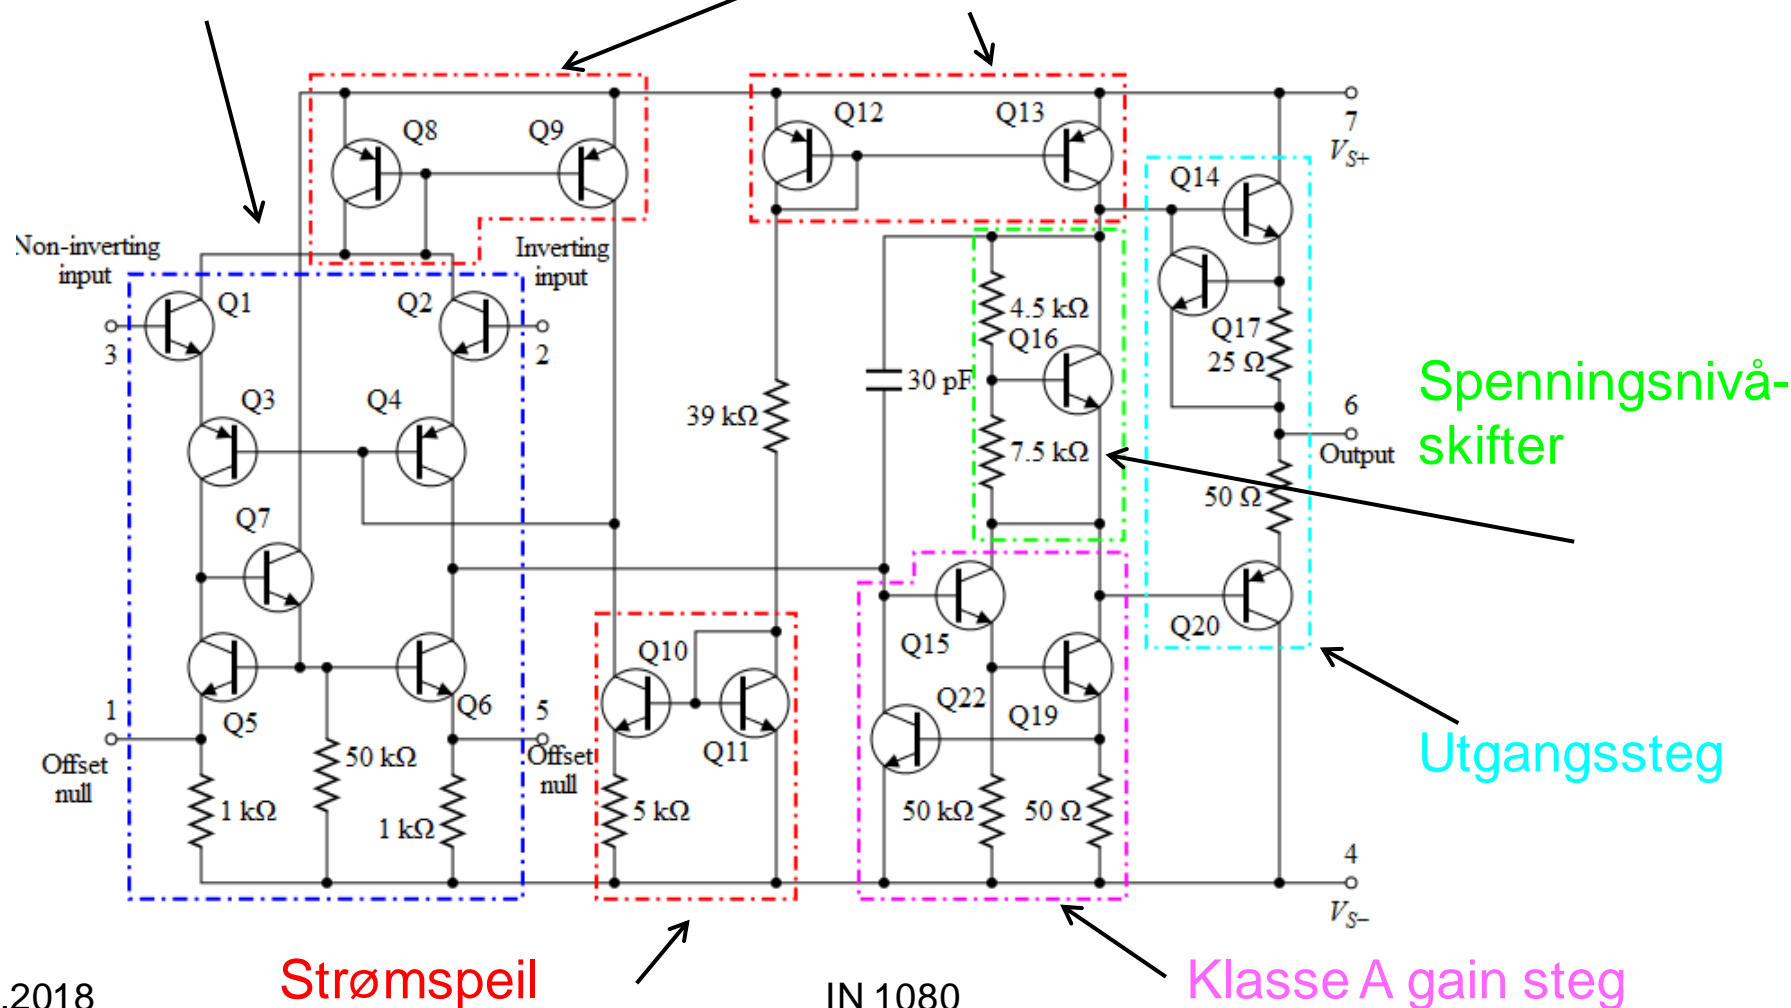 Q8
Q9
Q12
Q13
7
VS+
Q14
Non-inverting
input
Inverting
input
Q1
Q2
3
2
4.5 kΩ
Q16
Q17
25 Ω
30 pF
Spenningsnivå-
skifter
Q3
Q4
39 kΩ
7.5 kΩ
6
Output
50 Ω
Q7
Q15
Q20
Q10
Q22
Q19
1
Q5
Q6
5
Q11
Offset
null
50 kΩ
Offset
null
1 kΩ
1 kΩ
5 kΩ
50 kΩ
50 Ω
Utgangssteg
4
VS–
Strømspeil
Klasse A gain steg
.2018
IN 1080